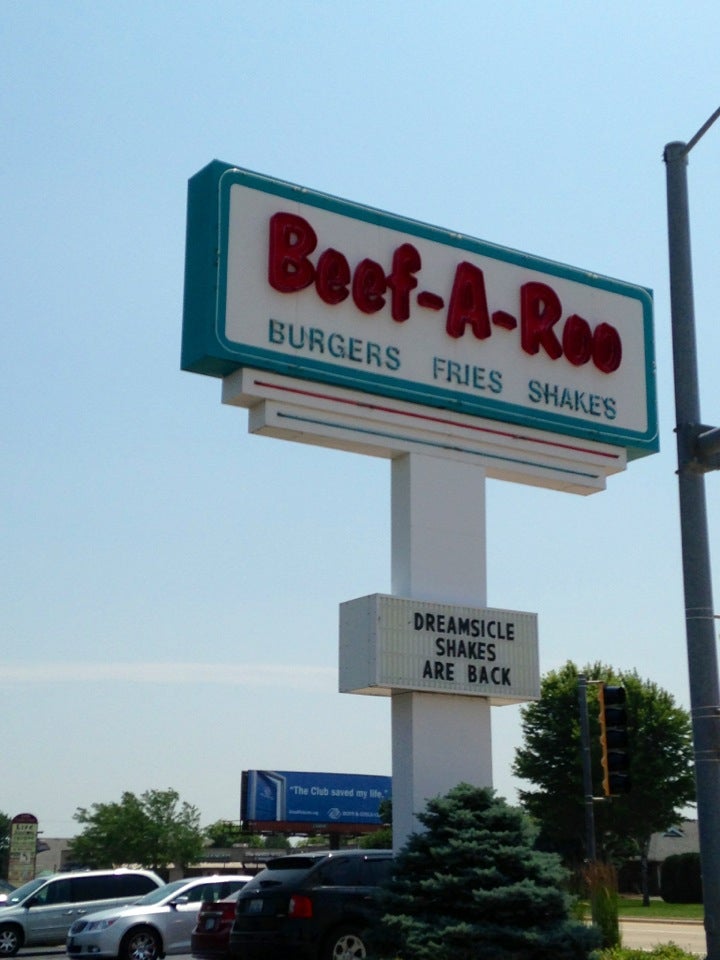 Beef-A-Roo
BURGERS FRIES SHAKES
DREAMSICLE
SHAKES
ARE BACK
"The Club saved my life."